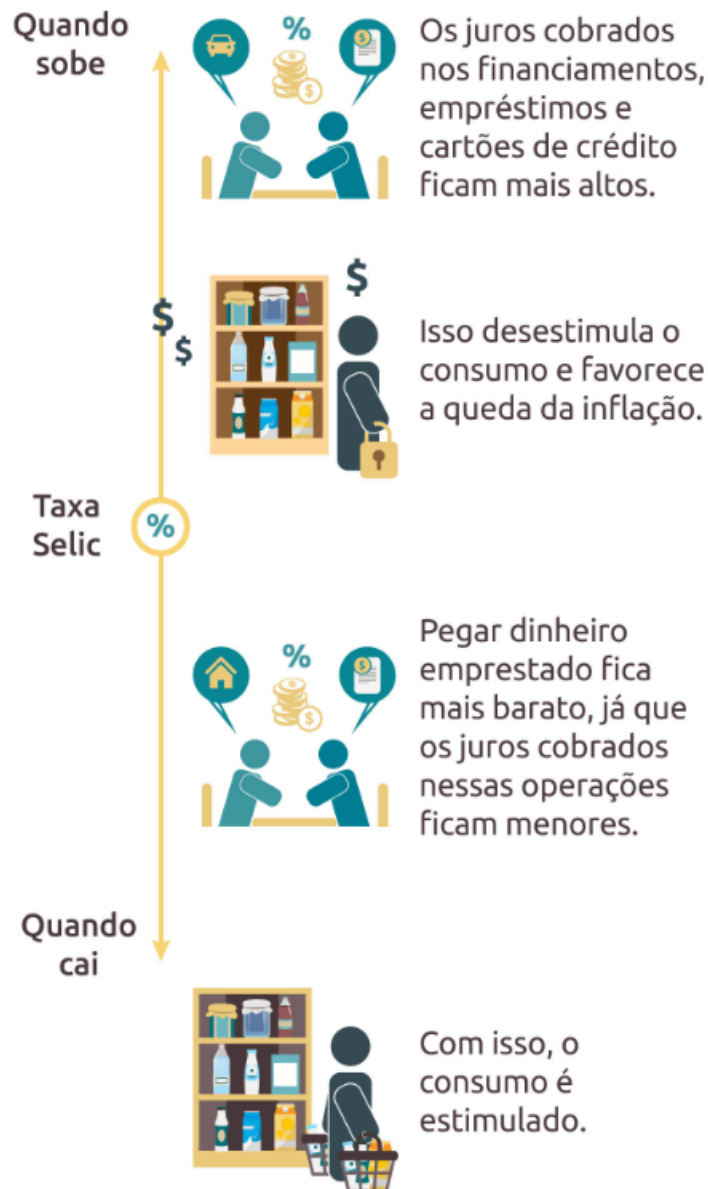 Quando
sobe
%
$
Os juros cobrados
nos financiamentos,
empréstimos e
cartões de crédito
ficam mais altos.
$
$
$
Isso desestimula o
consumo e favorece
a queda da inflação.
Taxa
Selic
%
%
$
Pegar dinheiro
emprestado fica
mais barato, já que
os juros cobrados
nessas operações
ficam menores.
Quando
cai
Com isso, o
consumo é
estimulado.